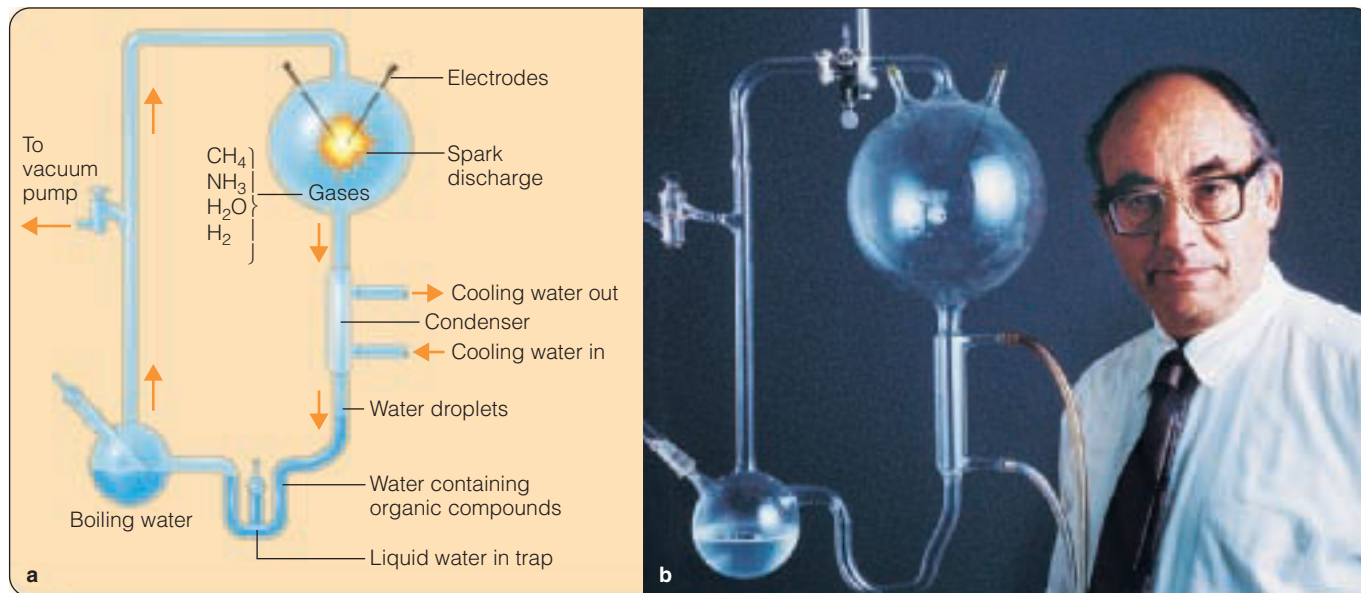 Electrodes
To
vacuum
pump
CH₄
NH₃
H₂O
H₂
Gases
Spark
discharge
Cooling water out
Condenser
Cooling water in
Water droplets
Boiling water
Water containing
organic compounds
Liquid water in trap
a
b